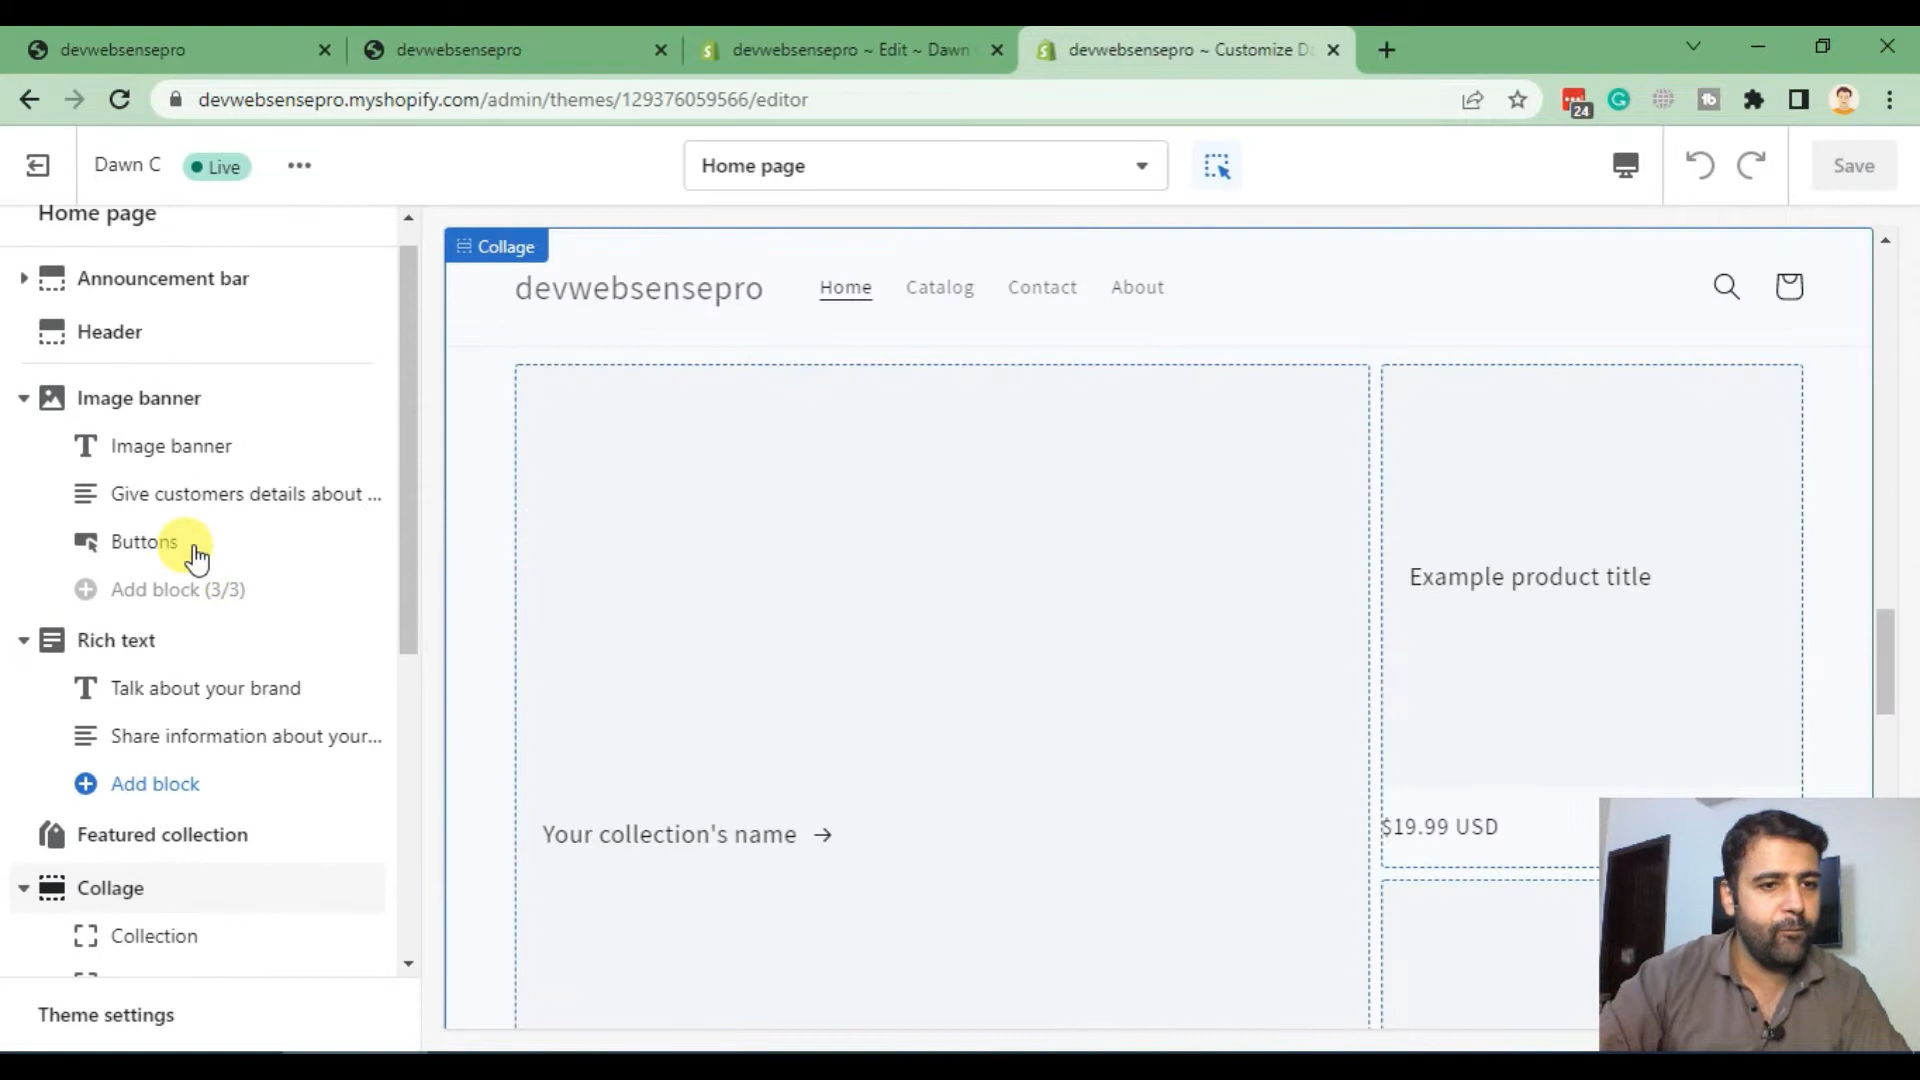 devwebsensepro
devwebsensepro
devwebsensepro ~ Edit ~ Dawn
devwebsensepro ~ Customize D
devwebsensepro.myshopify.com/admin/themes/129376059566/editor
24
Dawn C
Live
Home page
Save
Home page
Announcement bar
Header
Image banner
Image banner
Give customers details about ...
Buttons
Add block (3/3)
Rich text
Talk about your brand
Share information about your...
Add block
Featured collection
Collage
Collection
Theme settings
Collage
devwebsensepro
Home
Catalog
Contact
About
Example product title
$19.99 USD
Your collection's name →